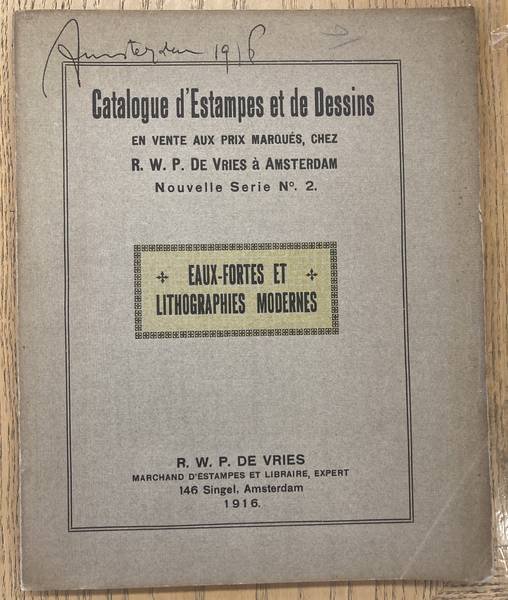 Amsterdam 1916
Catalogue d'Estampes et de Dessins
EN VENTE AUX PRIX MARQUÉS, CHEZ
R. W. P. DE VRIES à AMSTERDAM
Nouvelle Serie No. 2.
EAUX-FORTES ET
LITHOGRAPHIES MODERNES
R. W. P. DE VRIES
MARCHAND D'ESTAMPES ET LIBRAIRE, EXPERT
146 Singel, Amsterdam
1916.